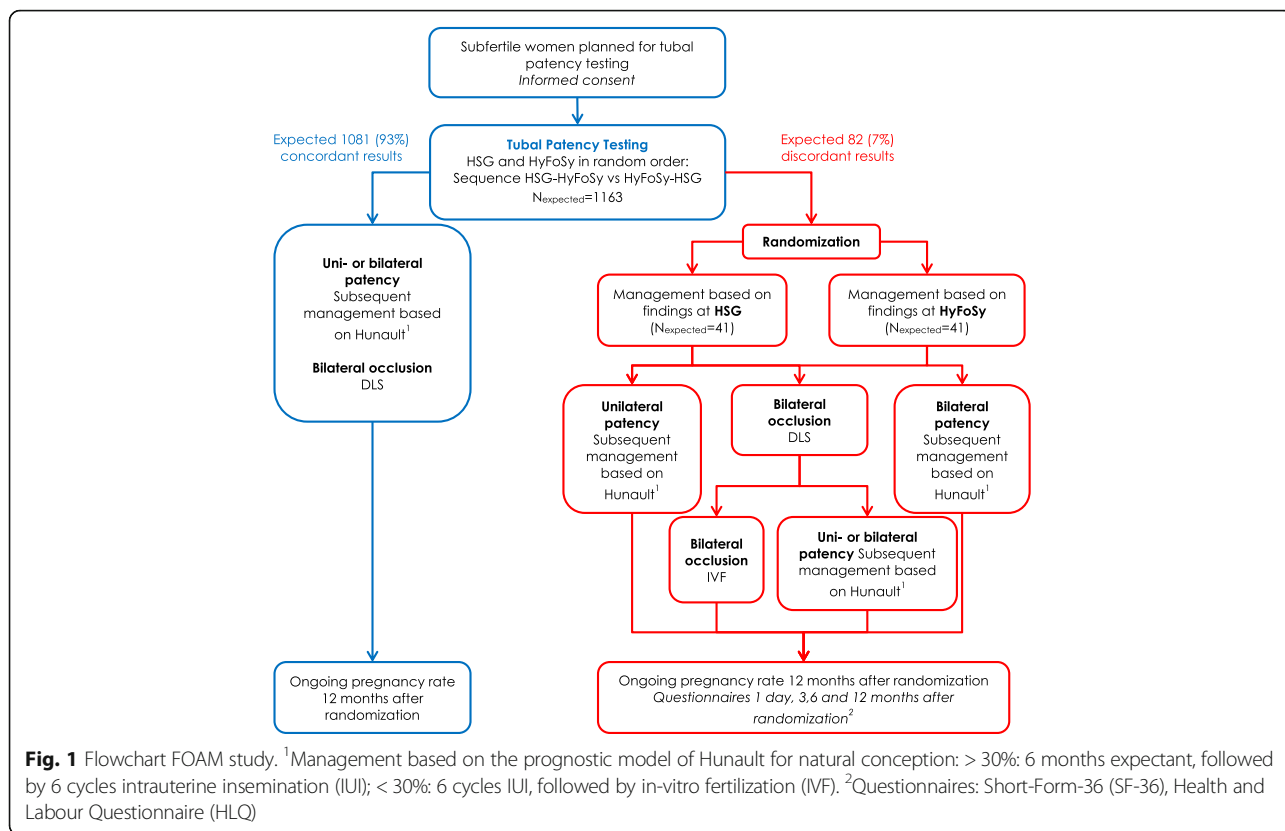 Subfertile women planned for tubal
patency testing
Informed consent
Expected 1081 (93%)
concordant results
Tubal Patency Testing
HSG and HyFoSy in random order:
Sequence HSG-HyFoSy vs HyFoSy-HSG
Nexpected=1163
Expected 82 (7%)
discordant results
Uni- or bilateral
patency
Subsequent
management based
on Hunault1
Bilateral occlusion
DLS
Randomization
Management based on
findings at HSG
(Nexpected=41)
Management based on
findings at HyFoSy
(Nexpected=41)
Unilateral
patency
Subsequent
management
based on
Hunault1
Bilateral
occlusion
DLS
Bilateral
patency
Subsequent
management
based on
Hunault1
Bilateral
occlusion
IVF
Uni- or bilateral
patency Subsequent
management based
on Hunault1
Ongoing pregnancy rate
12 months after
randomization
Ongoing pregnancy rate 12 months after randomization
Questionnaires 1 day, 3,6 and 12 months after
randomization2
Fig. 1 Flowchart FOAM study. 1Management based on the prognostic model of Hunault for natural conception: > 30%: 6 months expectant, followed
by 6 cycles intrauterine insemination (IUI); < 30%: 6 cycles IUI, followed by in-vitro fertilization (IVF). 2Questionnaires: Short-Form-36 (SF-36), Health and
Labour Questionnaire (HLQ)